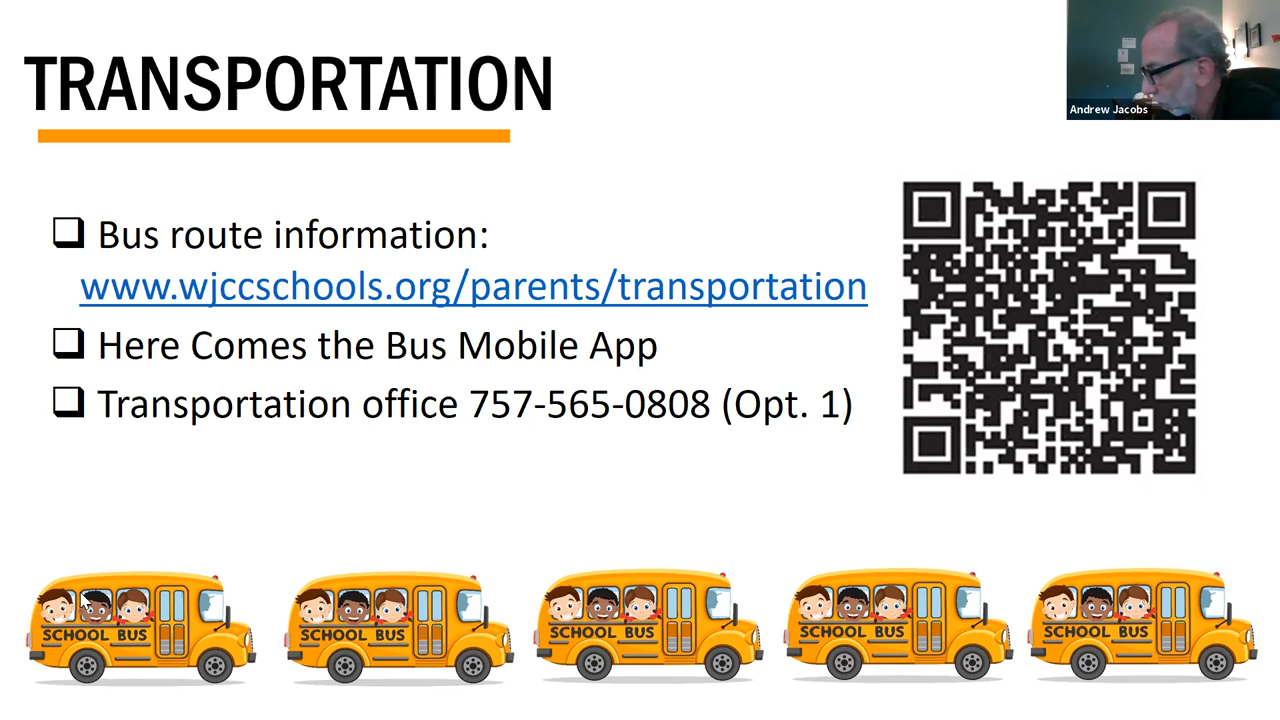 TRANSPORTATION
Andrew Jacobs
Bus route information:
www.wjccschools.org/parents/transportation
Here Comes the Bus Mobile App
Transportation office 757-565-0808 (Opt. 1)
SCHOOL BUS
SCHOOL BUS
SCHOOL BUS
SCHOOL BUS
SCHOOL BUS